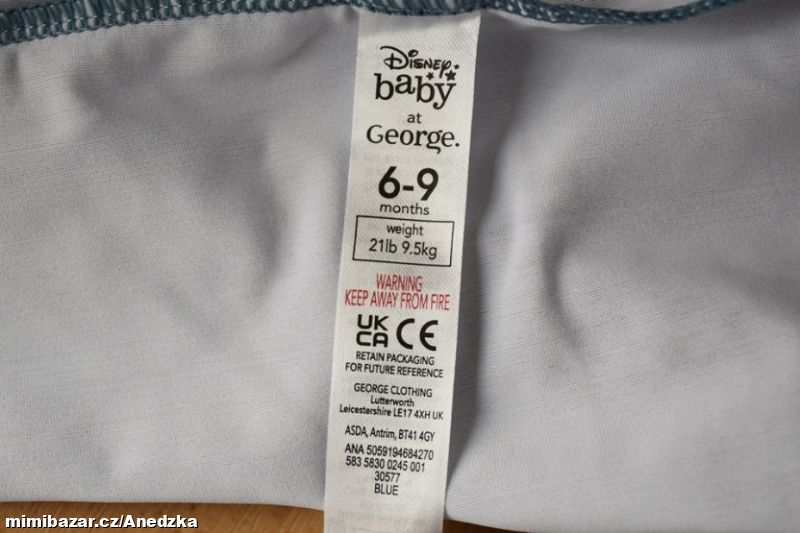 Disney
baby
at
George.
6-9
months
weight
21lb 9.5kg
WARNING
KEEP AWAY FROM FIRE
UK
CA CE
RETAIN PACKAGING
FOR FUTURE REFERENCE
GEORGE CLOTHING
Lutterworth
Leicestershire LE17 4XH UK
ASDA, Antrim, BT41 4GY
ANA 5059194684270
583 5830 0245 001
30577
BLUE
mimibazar.cz/Anedzka